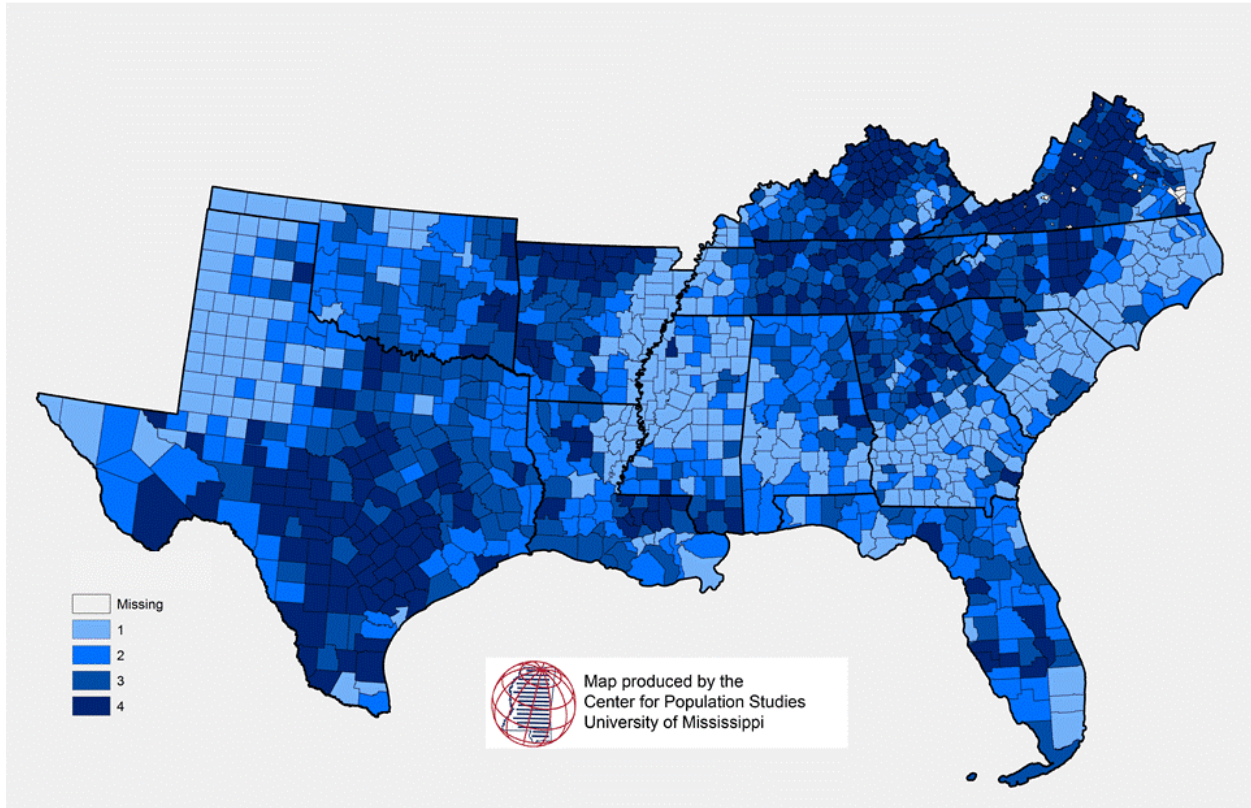 Missing
1
2
3
4
Map produced by the
Center for Population Studies
University of Mississippi